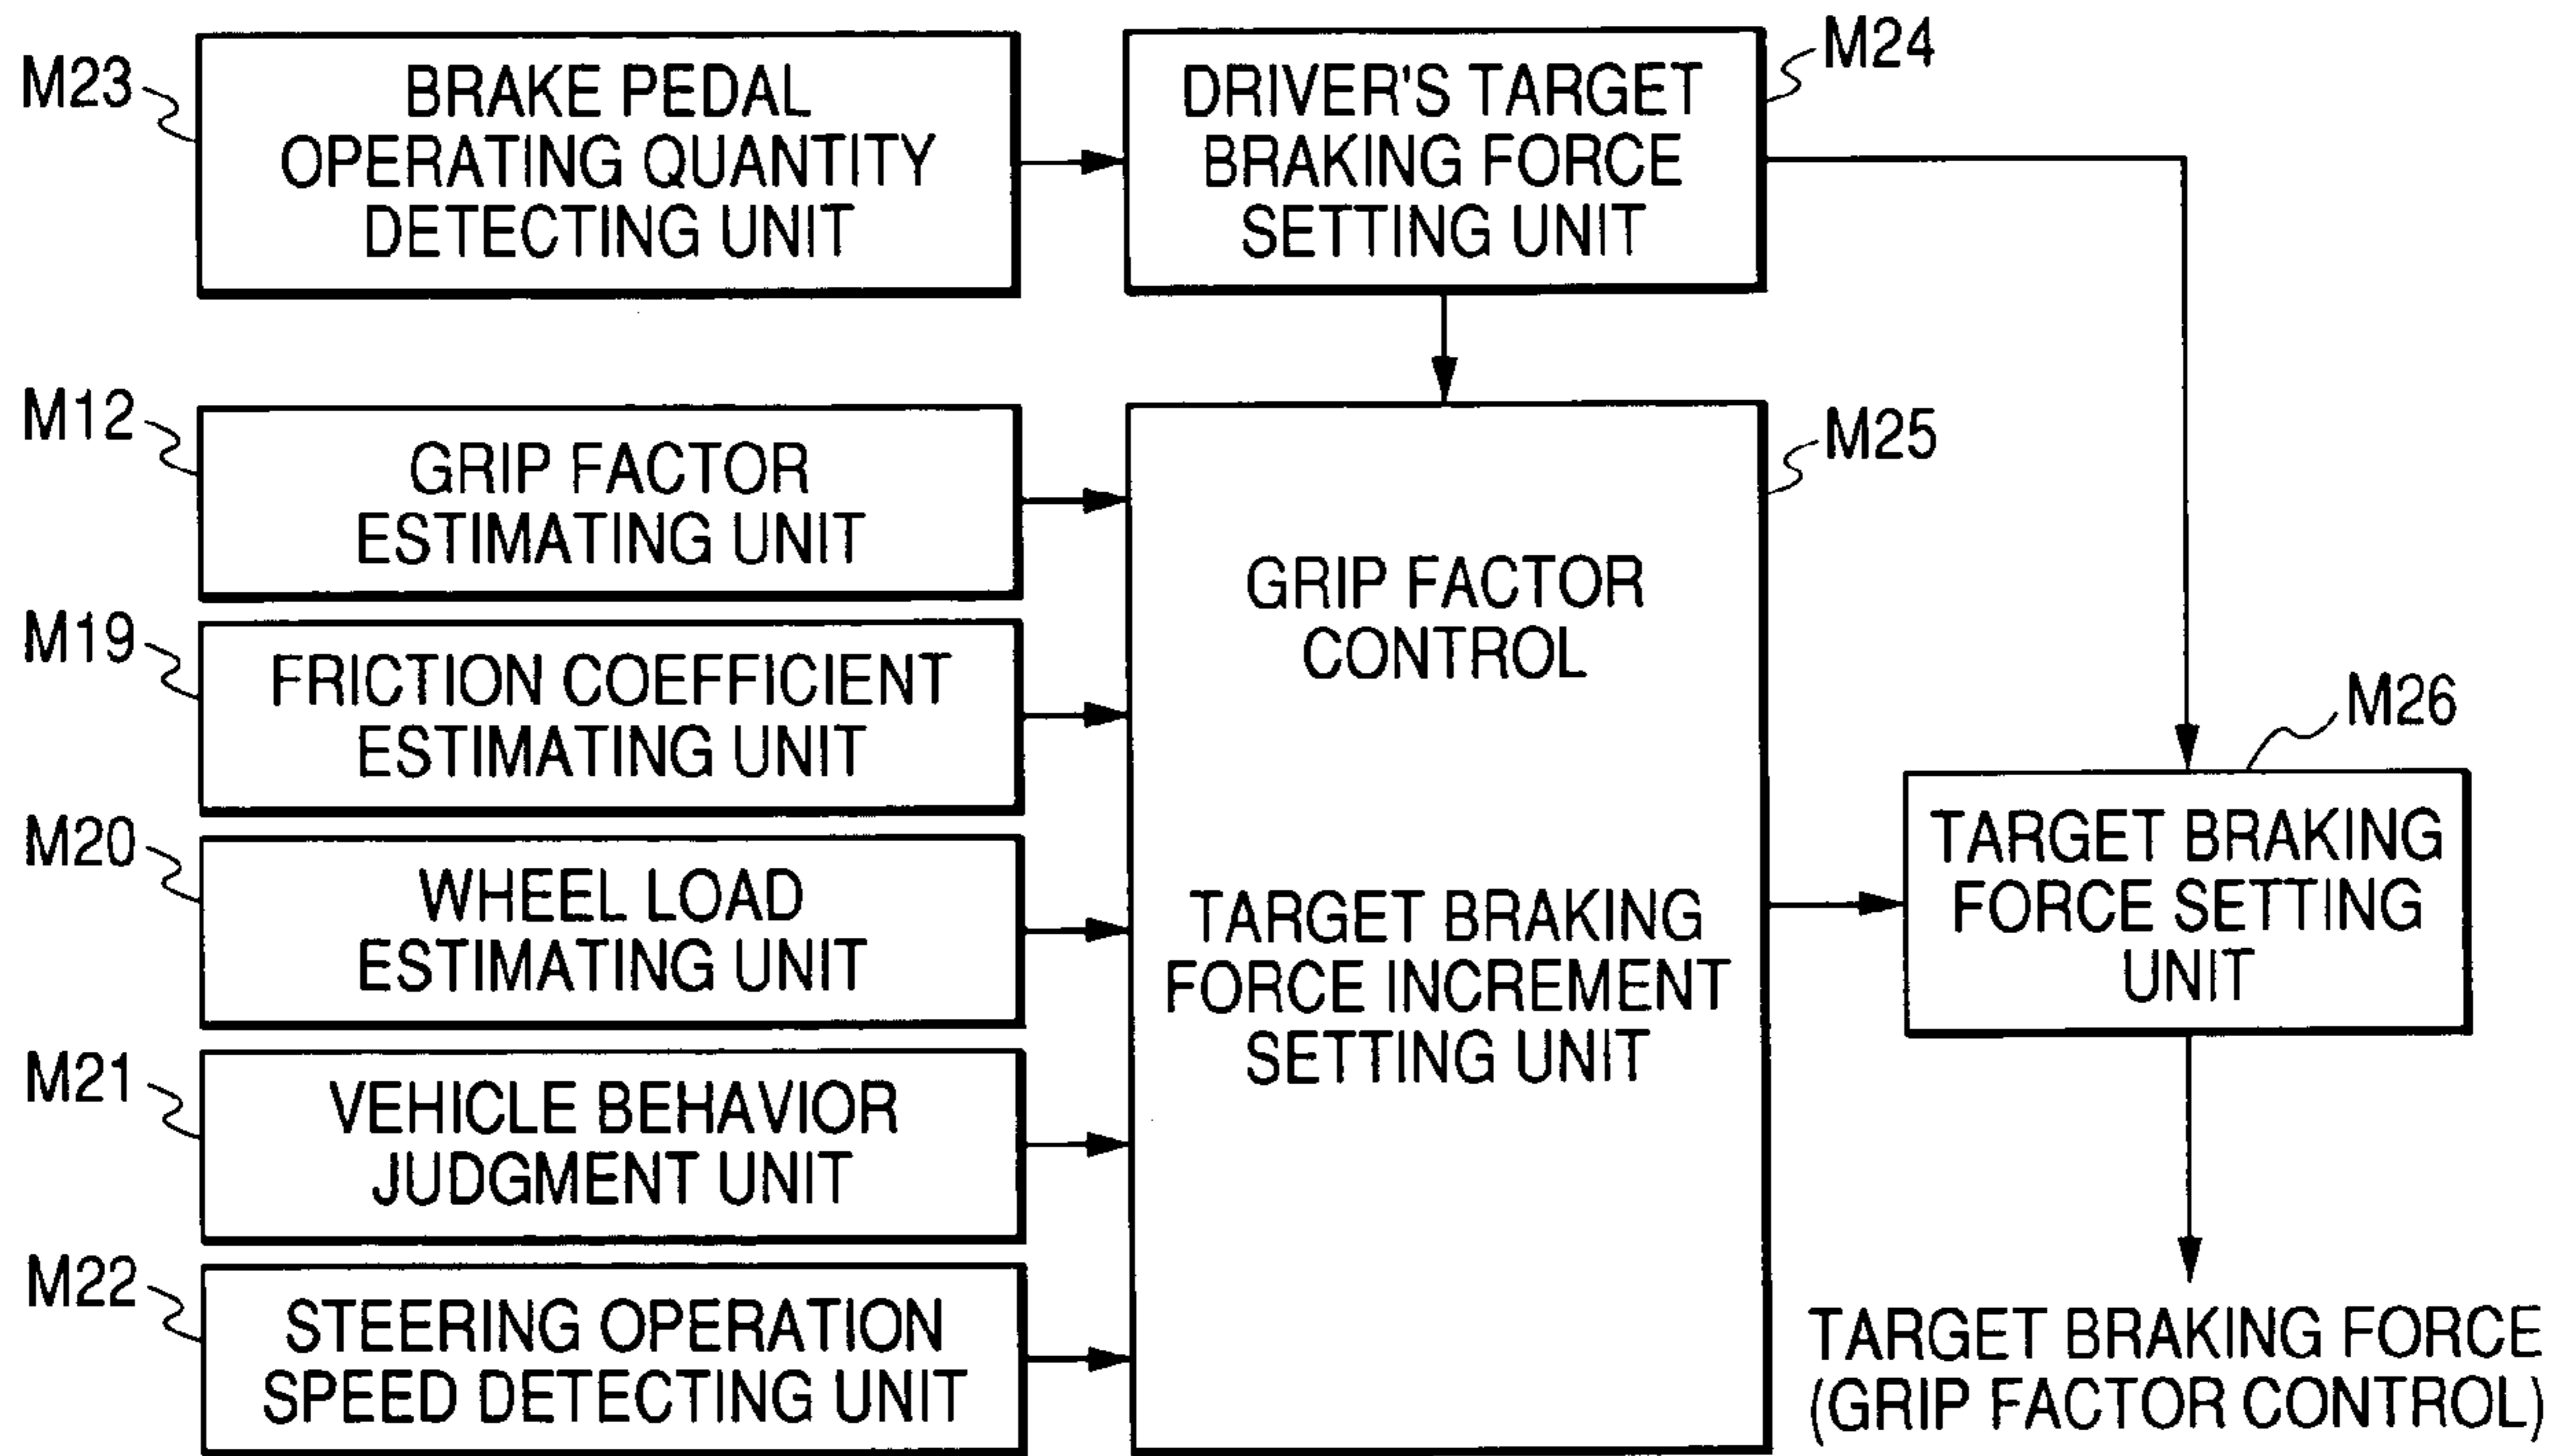 M23
BRAKE PEDAL
OPERATING QUANTITY
DETECTING UNIT
DRIVER'S TARGET
BRAKING FORCE
SETTING UNIT
M24
M12
GRIP FACTOR
ESTIMATING UNIT
M19
FRICTION COEFFICIENT
ESTIMATING UNIT
M20
WHEEL LOAD
ESTIMATING UNIT
M21
VEHICLE BEHAVIOR
JUDGMENT UNIT
M22
STEERING OPERATION
SPEED DETECTING UNIT
M25
GRIP FACTOR
CONTROL
TARGET BRAKING
FORCE INCREMENT
SETTING UNIT
M26
TARGET BRAKING
FORCE SETTING
UNIT
TARGET BRAKING FORCE
(GRIP FACTOR CONTROL)